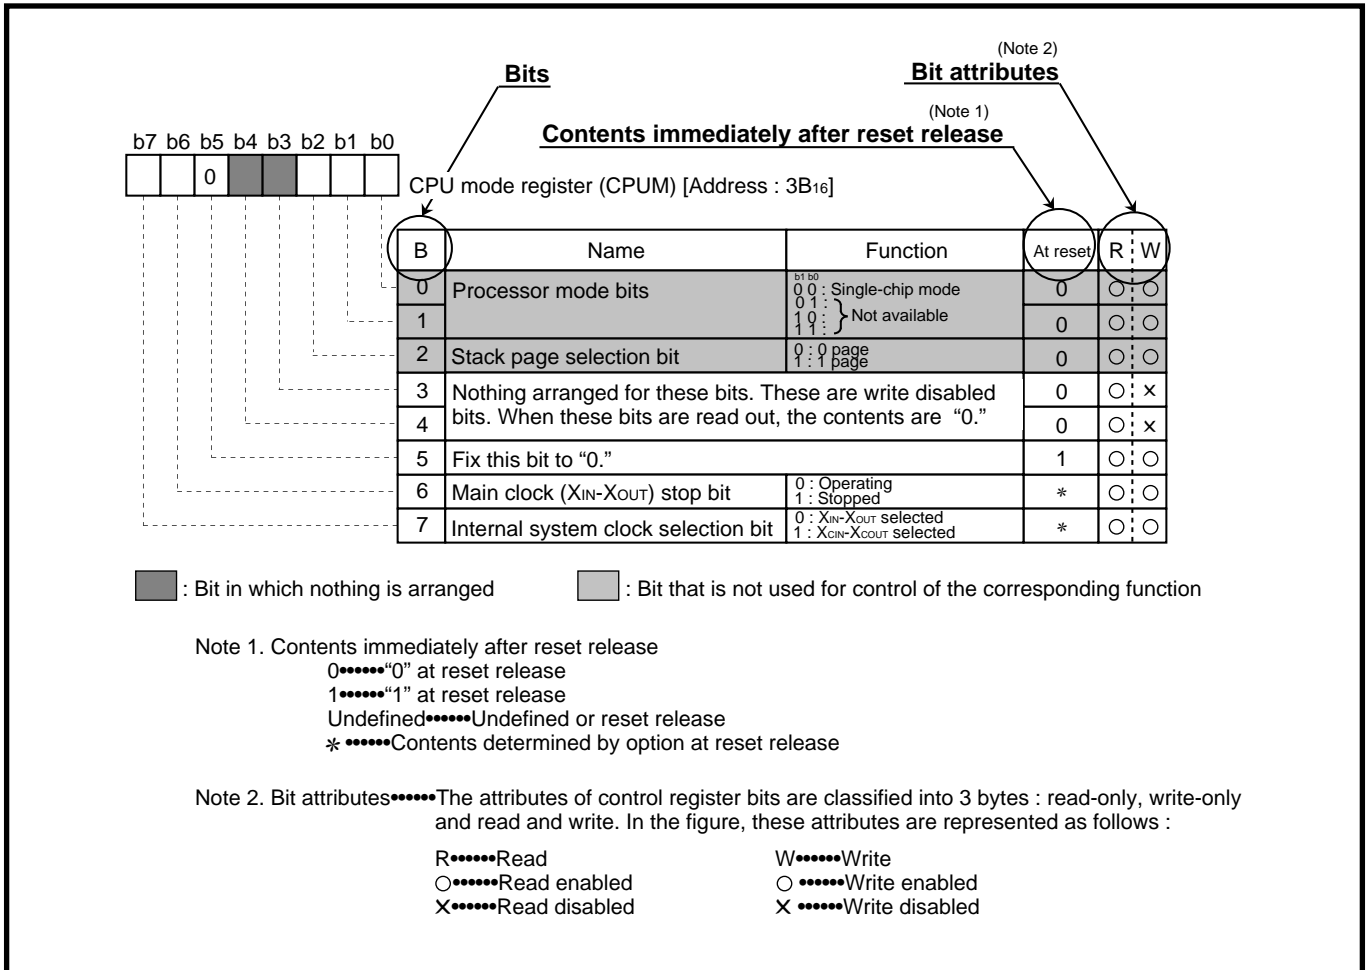 (Note 2)
Bits
Bit attributes
(Note 1)
Contents immediately after reset release
b7 b6 b5 b4 b3 b2 b1 b0
0
CPU mode register (CPUM) [Address : 3B16]
B Name Function At reset R W
0 Processor mode bits b1 b0 0
0 0 : Single-chip mode
0 1 :
1 0 : Not available
1 1 :
1 0
2 Stack page selection bit 0 : 0 page 0
1 : 1 page
3 Nothing arranged for these bits. These are write disabled 0 ○ ×
4 bits. When these bits are read out, the contents are “0.” 0 ○ ×
5 Fix this bit to “0.” 1 ○ ○
6 Main clock (XIN-XOUT) stop bit 0 : Operating * ○ ○
1 : Stopped
7 Internal system clock selection bit 0 : XIN-XOUT selected * ○ ○
1 : XCIN-XCOUT selected
: Bit in which nothing is arranged : Bit that is not used for control of the corresponding function
Note 1. Contents immediately after reset release
0••••••“0” at reset release
1••••••“1” at reset release
Undefined••••••Undefined or reset release
* ••••••Contents determined by option at reset release
Note 2. Bit attributes••••••The attributes of control register bits are classified into 3 bytes : read-only, write-only
and read and write. In the figure, these attributes are represented as follows :
R••••••Read W••••••Write
○••••••Read enabled ○ ••••••Write enabled
×••••••Read disabled × ••••••Write disabled